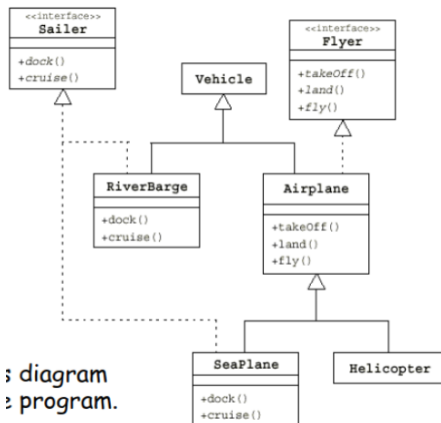 <<interface>>
Sailer
+dock()
+cruise()
<<interface>>
Flyer
+takeOff()
+land()
+fly()
Vehicle
RiverBarge
+dock()
+cruise()
Airplane
+takeOff()
+land()
+fly()
SeaPlane
+dock()
+cruise()
Helicopter
s diagram
e program.